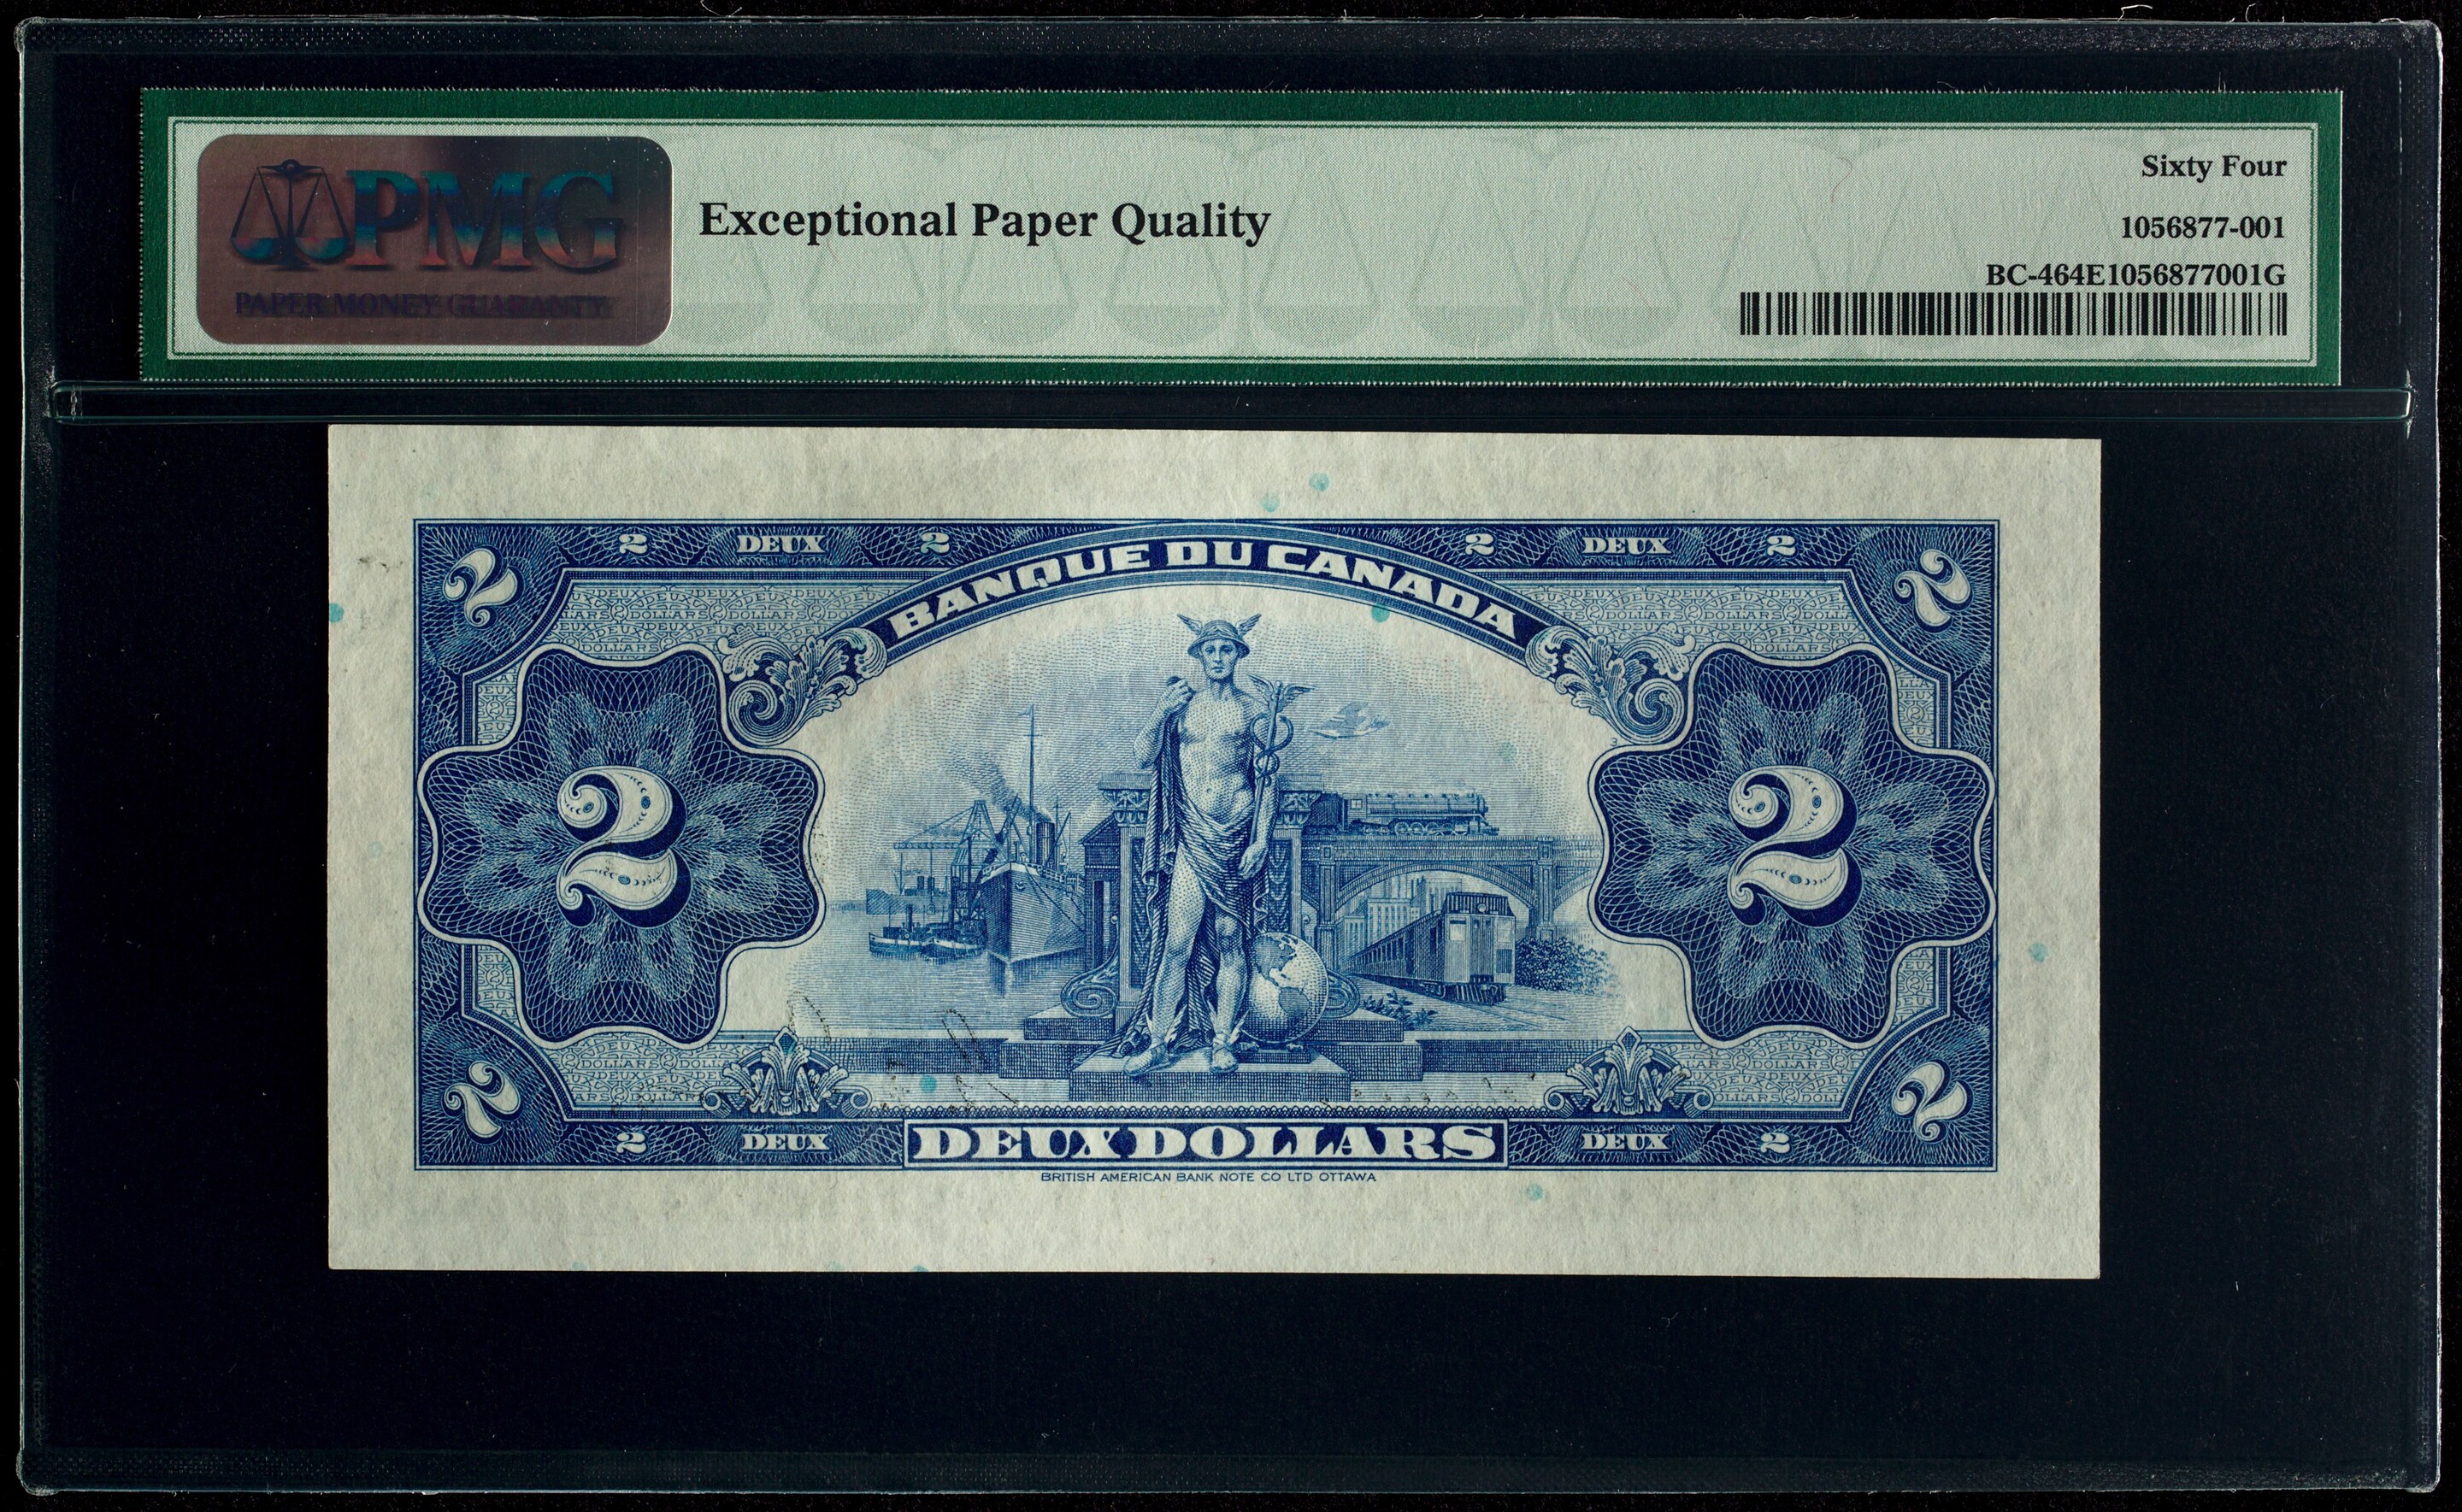 PMG
PAPER MONEY GUARANTY
Exceptional Paper Quality
Sixty Four
1056877-001
BC-464E1056877001G
2 DEUX 2 2 DEUX 2
2 2
BANQUE DU CANADA
2 2
DEUX DOLLARS
2 2
2 DEUX DEUX 2
BRITISH AMERICAN BANK NOTE CO LTD OTTAWA